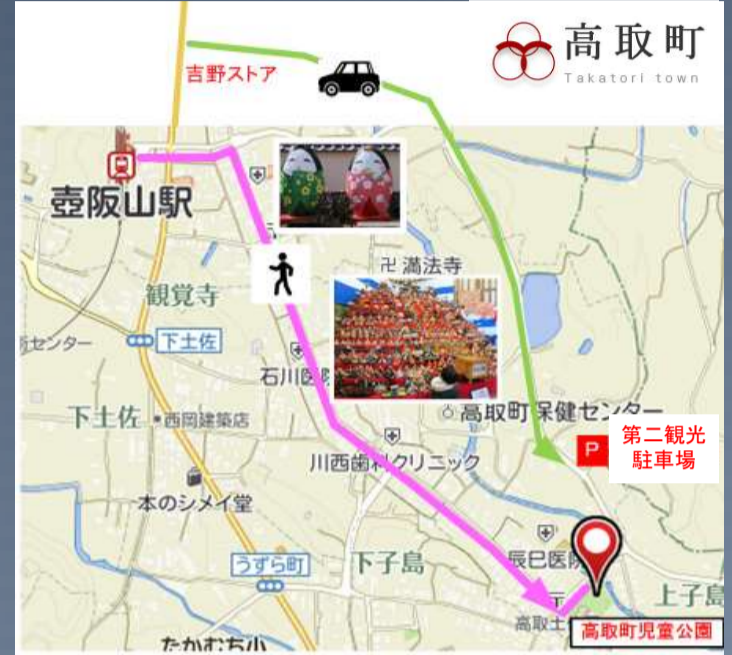 高取町
Takatori town
吉野ストア
壺阪山駅
卍 満法寺
観覚寺
センター
下土佐
石川医院
下土佐
西岡建築店
高取町保健センター
P
第二観光
駐車場
川西歯科クリニック
本のシメイ堂
うずら町
下子島
辰巳医院
上子島
高取土
高取町児童公園
たかむち小